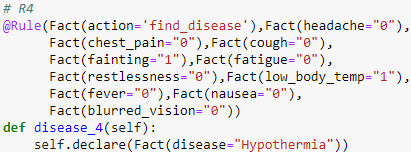 # R4
@Rule(Fact(action='find_disease'),Fact(headache="0"),
Fact(chest_pain="0"),Fact(cough="0"),
Fact(fainting="1"),Fact(fatigue="0"),
Fact(restlessness="0"),Fact(low_body_temp="1"),
Fact(fever="0"),Fact(nausea="0"),
Fact(blurred_vision="0"))
def disease_4(self):
self.declare(Fact(disease="Hypothermia"))